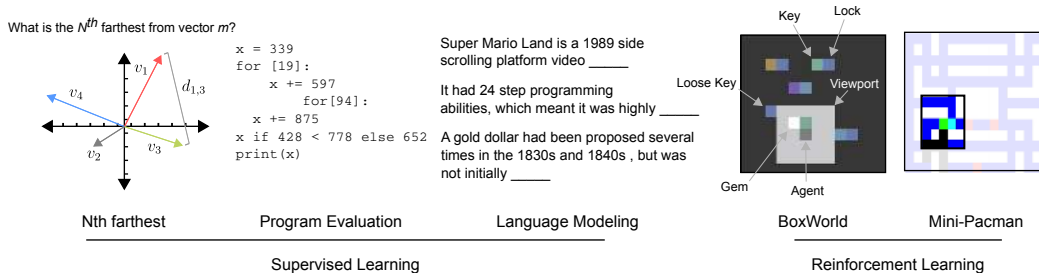 What is the Nth farthest from vector m?
v1
d1,3
v4
v2
v3
x = 339
for [19]:
x += 597
for[94]:
x += 875
x if 428 < 778 else 652
print(x)
Super Mario Land is a 1989 side
scrolling platform video _____
It had 24 step programming
abilities, which meant it was highly _____
A gold dollar had been proposed several
times in the 1830s and 1840s , but was
not initially _____
Key
Lock
Loose Key
Viewport
Gem
Agent
Nth farthest
Program Evaluation
Language Modeling
BoxWorld
Mini-Pacman
Supervised Learning
Reinforcement Learning